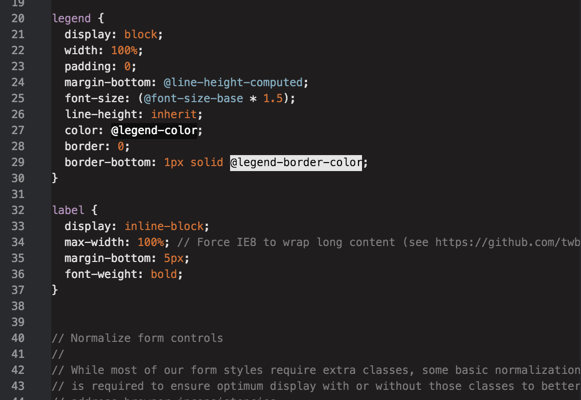 19
20 legend {
21 display: block;
22 width: 100%;
23 padding: 0;
24 margin-bottom: @line-height-computed;
25 font-size: (@font-size-base * 1.5);
26 line-height: inherit;
27 color: @legend-color;
28 border: 0;
29 border-bottom: 1px solid @legend-border-color;
30 }
31
32 label {
33 display: inline-block;
34 max-width: 100%; // Force IE8 to wrap long content (see https://github.com/twb
35 margin-bottom: 5px;
36 font-weight: bold;
37 }
38
39
40 // Normalize form controls
41 //
42 // While most of our form styles require extra classes, some basic normalization
43 // is required to ensure optimum display with or without those classes to better